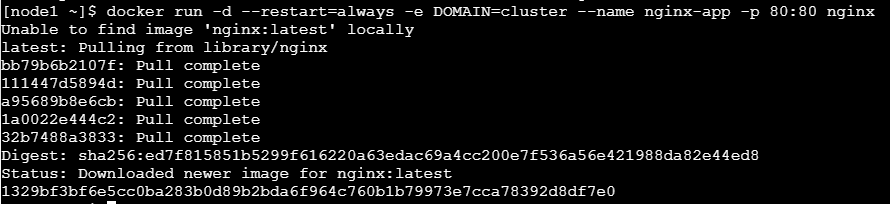 [node1 ~]$ docker run -d --restart=always -e DOMAIN=cluster --name nginx-app -p 80:80 nginx
Unable to find image 'nginx:latest' locally
latest: Pulling from library/nginx
bb79b6b2107f: Pull complete
111447d5894d: Pull complete
a95689b8e6cb: Pull complete
1a0022e444c2: Pull complete
32b7488a3833: Pull complete
Digest: sha256:ed7f815851b5299f616220a63edac69a4cc200e7f536a56e421988da82e44ed8
Status: Downloaded newer image for nginx:latest
1329bf3bf6e5cc0ba283b0d89b2bda6f964c760b1b79973e7cca78392d8df7e0